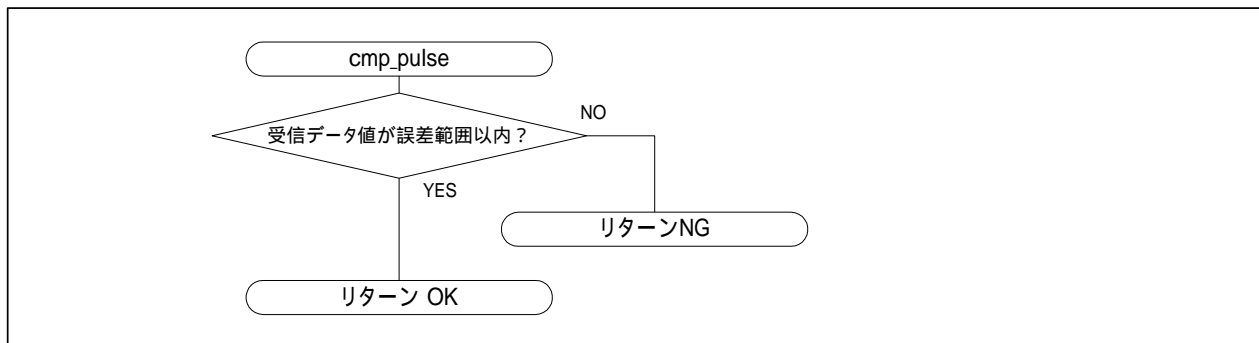 cmp_pulse
受信データ値が誤差範囲以内？
NO
YES
リターンNG
リターン OK